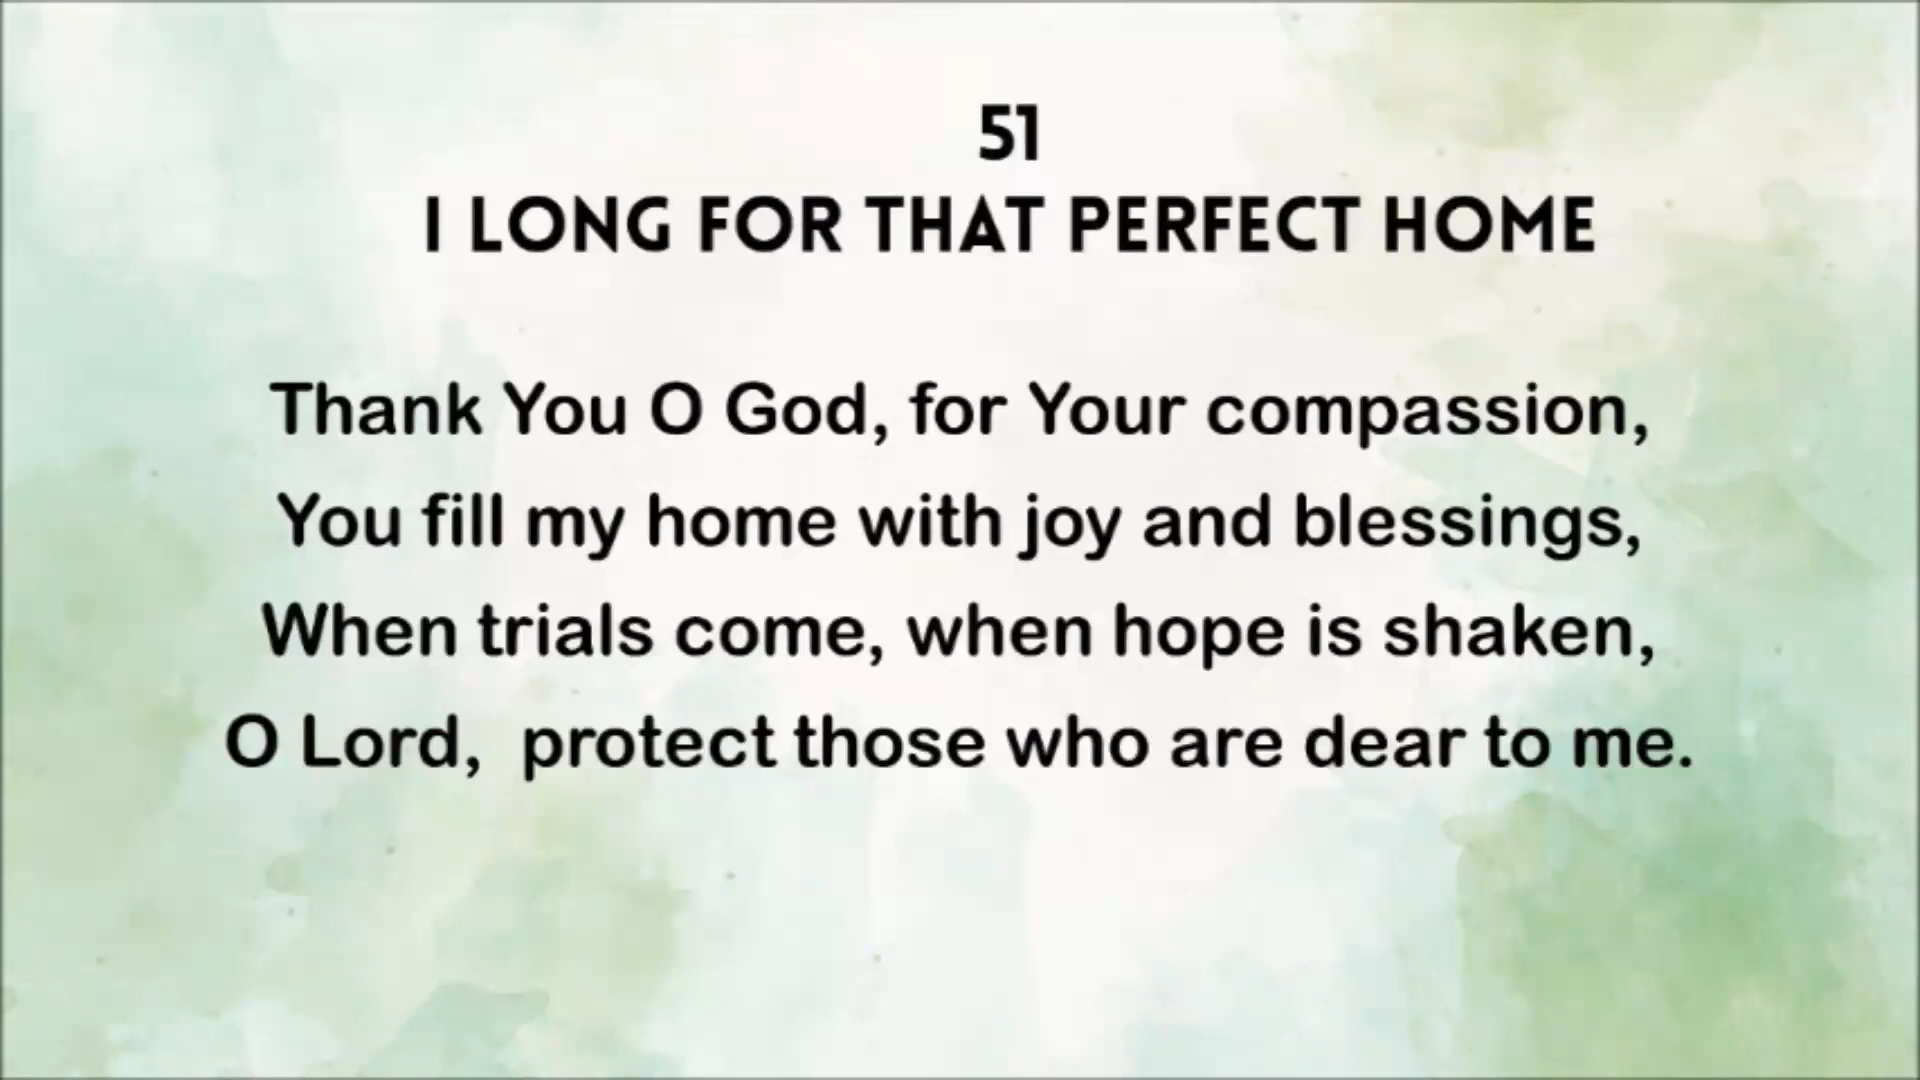 51
I LONG FOR THAT PERFECT HOME
Thank You O God, for Your compassion,
You fill my home with joy and blessings,
When trials come, when hope is shaken,
O Lord,  protect those who are dear to me.